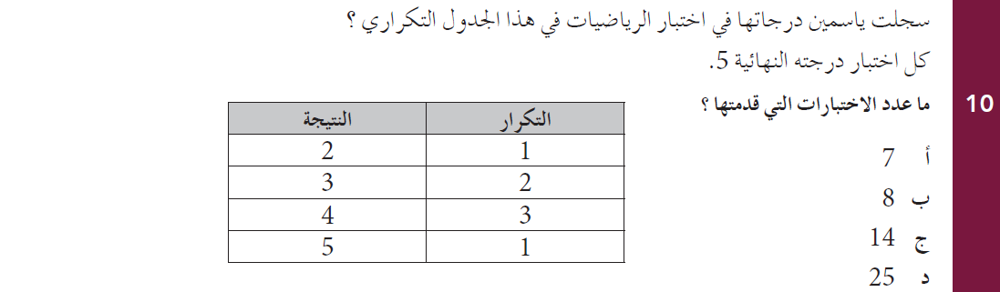 سجلت ياسمين درجاتها في اختبار الرياضيات في هذا الجدول التكراري ؟
كل اختبار درجته النهائية 5.
10 ما عدد الاختبارات التي قدمتها ؟
أ 7
ب 8
ج 14
د 25
التكرار النتيجة
1 2
2 3
3 4
1 5